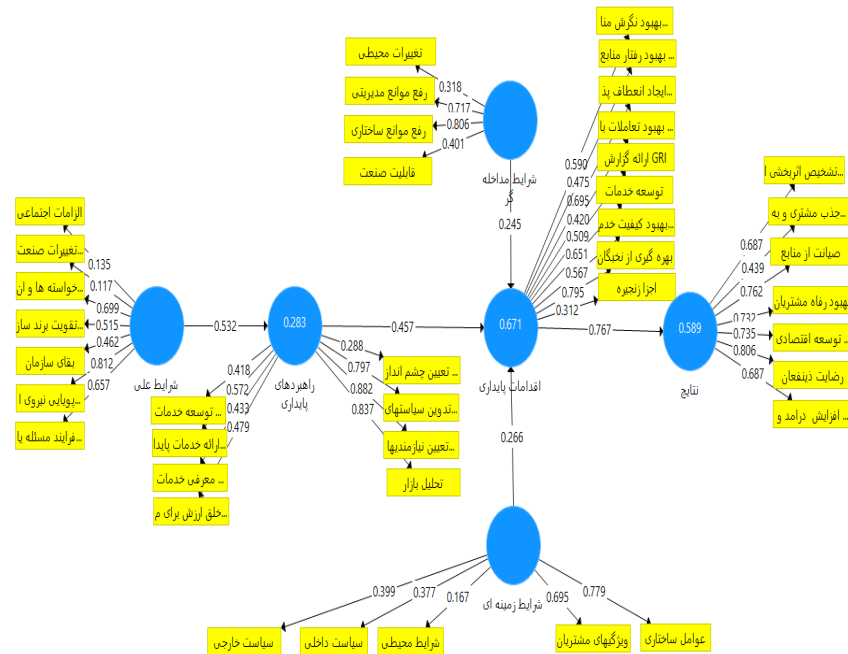 تغییرات محیطی
رفع موانع مدیریتی
رفع موانع ساختاری
قابلیت صنعت
0.318
0.717
0.806
0.401
شرایط مداخله
گر
0.245
بهبود نگرش منا...
بهبود رفتار منابع ...
ایجاد انعطاف پذ...
بهبود تعاملات با ...
ارائه گزارش GRI
توسعه خدمات
بهبود کیفیت خدم...
بهره گیری از نخبگان
اجزا زنجیره
0.590
0.475
0.695
0.420
0.509
0.651
0.567
0.795
0.312
تشخیص اثربخشی ا...
جذب مشتری و به...
صیانت از منابع
بهبود رفاه مشتریان
توسعه اقتصادی ...
رضایت ذینفعان
افزایش درامد و ...
0.687
0.439
0.762
0.732
0.735
0.806
0.687
0.589
نتایج
0.767
0.671
اقدامات پایداری
0.457
0.283
راهبردهای
پایداری
0.532
شرایط علی
الزامات اجتماعی
تغییرات صنعت...
خواسته ها و ان...
تقویت برند ساز...
بقای سازمان
پویایی نیروی ا...
فرایند مسئله یا...
0.135
0.117
0.699
0.515
0.462
0.812
0.657
0.418
0.572
0.433
0.479
توسعه خدمات ...
ارائه خدمات پایدا...
معرفی خدمات ...
خلق ارزش برای م...
0.288
0.797
0.882
0.837
تعیین چشم انداز ...
تدوین سیاستهای...
تعیین نیازمندیها...
تحلیل بازار
0.266
شرایط زمینه ای
0.399
0.377
0.167
0.695
0.779
سیاست خارجی
سیاست داخلی
شرایط محیطی
ویژگیهای مشتریان
عوامل ساختاری